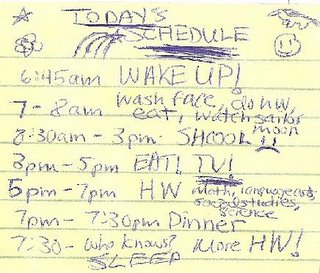 TODAY'S
SCHEDULE
6:45am WAKE UP!
7 - 8am wash face, do hw,
eat, watch sailor
moon
8:30am - 3pm. SHCOOL
3pm - 5pm EAT! TV!
5pm - 7pm HW math, language arts,
social studies,
science
7pm - 7:30pm Dinner
7:30 - who knows? More HW!
SLEEP